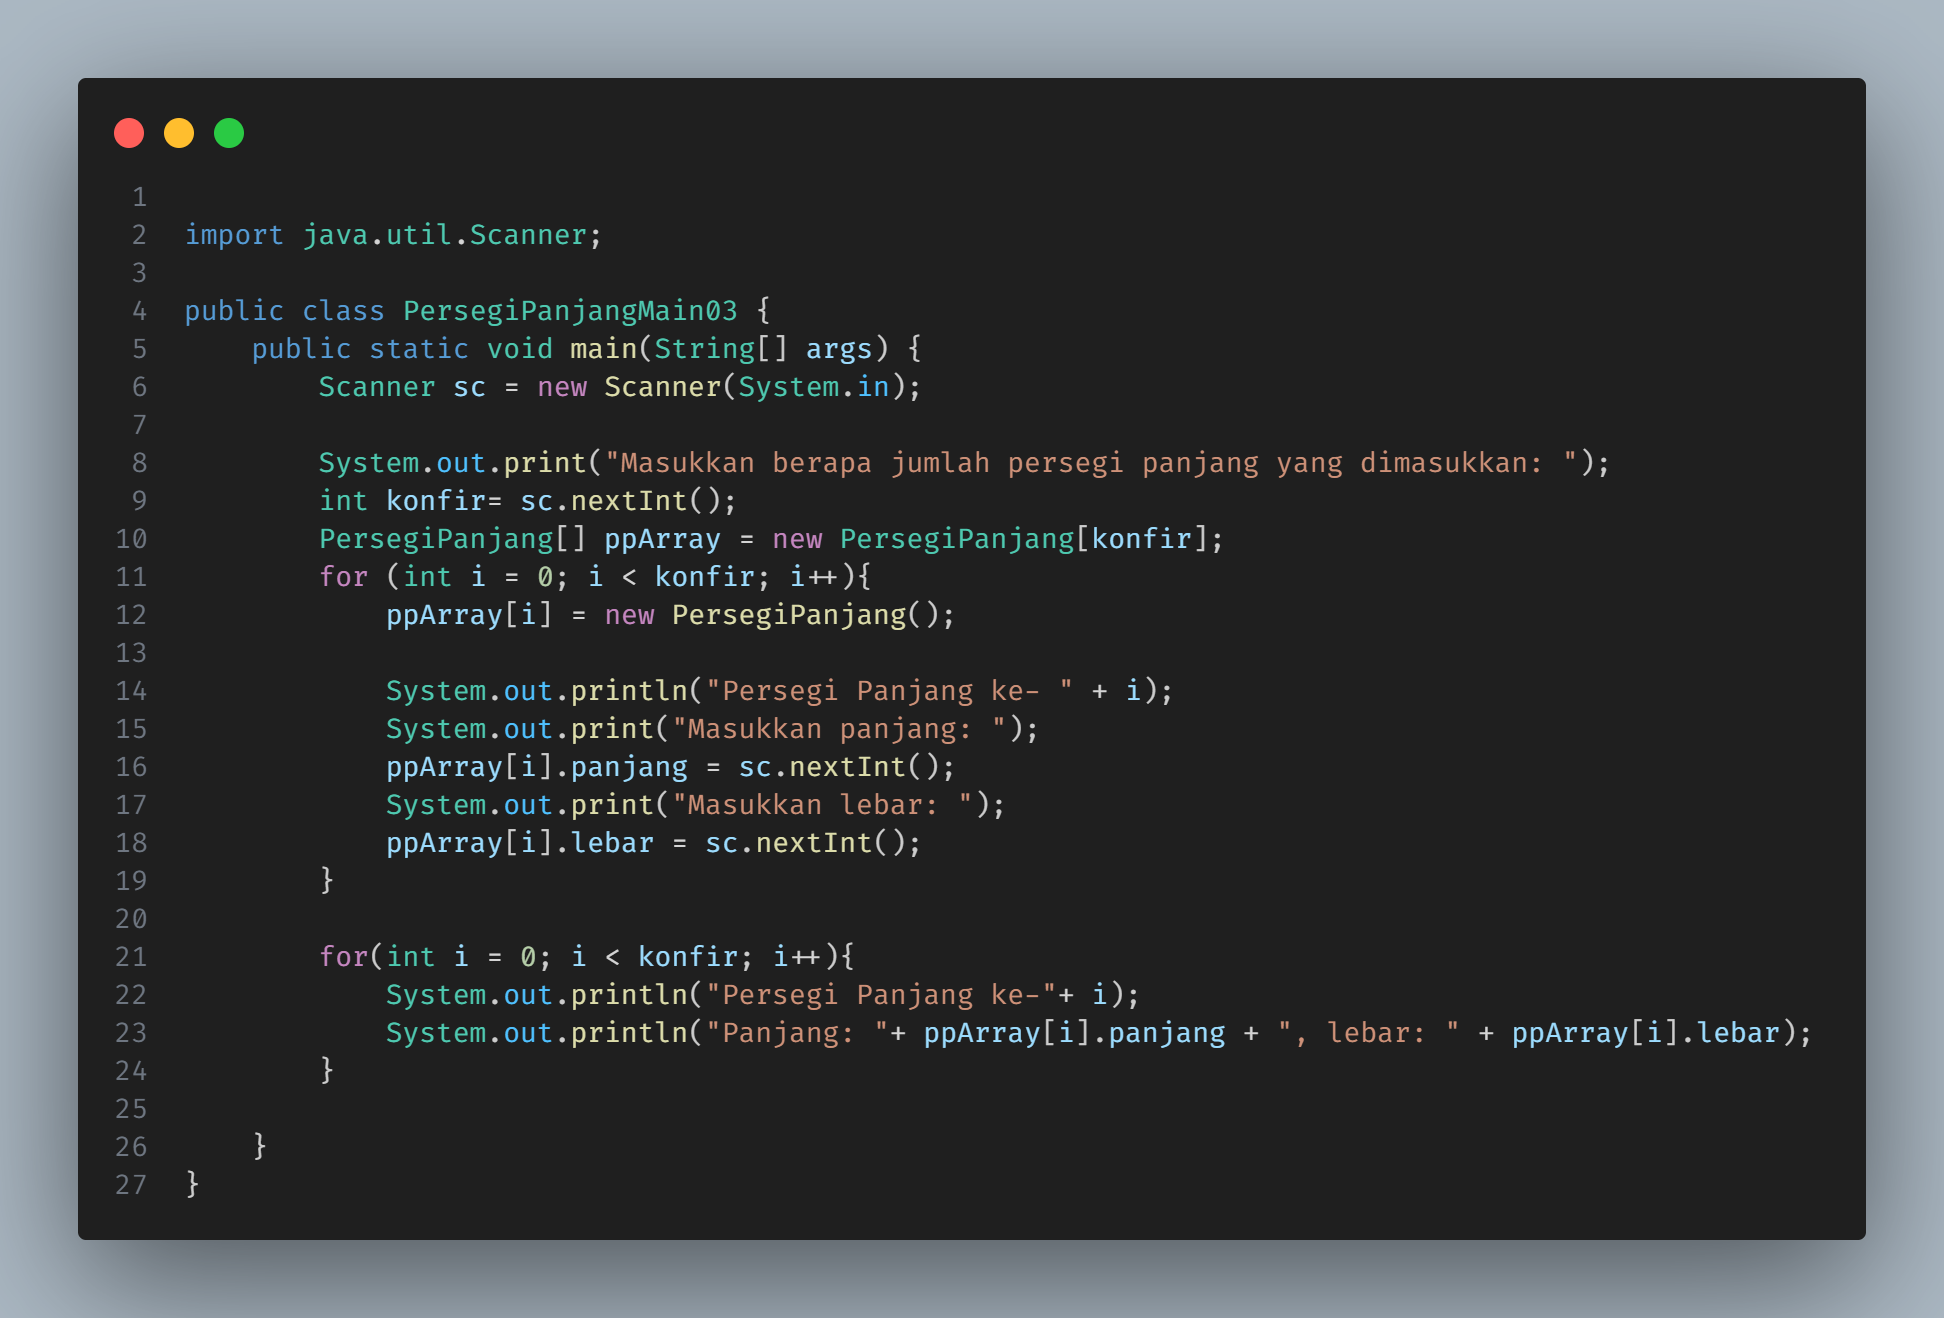 1
2 import java.util.Scanner;
3
4 public class PersegiPanjangMain03 {
5     public static void main(String[] args) {
6         Scanner sc = new Scanner(System.in);
7
8         System.out.print("Masukkan berapa jumlah persegi panjang yang dimasukkan: ");
9         int konfir= sc.nextInt();
10         PersegiPanjang[] ppArray = new PersegiPanjang[konfir];
11         for (int i = 0; i < konfir; i++){
12             ppArray[i] = new PersegiPanjang();
13
14             System.out.println("Persegi Panjang ke- " + i);
15             System.out.print("Masukkan panjang: ");
16             ppArray[i].panjang = sc.nextInt();
17             System.out.print("Masukkan lebar: ");
18             ppArray[i].lebar = sc.nextInt();
19         }
20
21         for(int i = 0; i < konfir; i++){
22             System.out.println("Persegi Panjang ke-"+ i);
23             System.out.println("Panjang: "+ ppArray[i].panjang + ", lebar: " + ppArray[i].lebar);
24         }
25
26     }
27 }